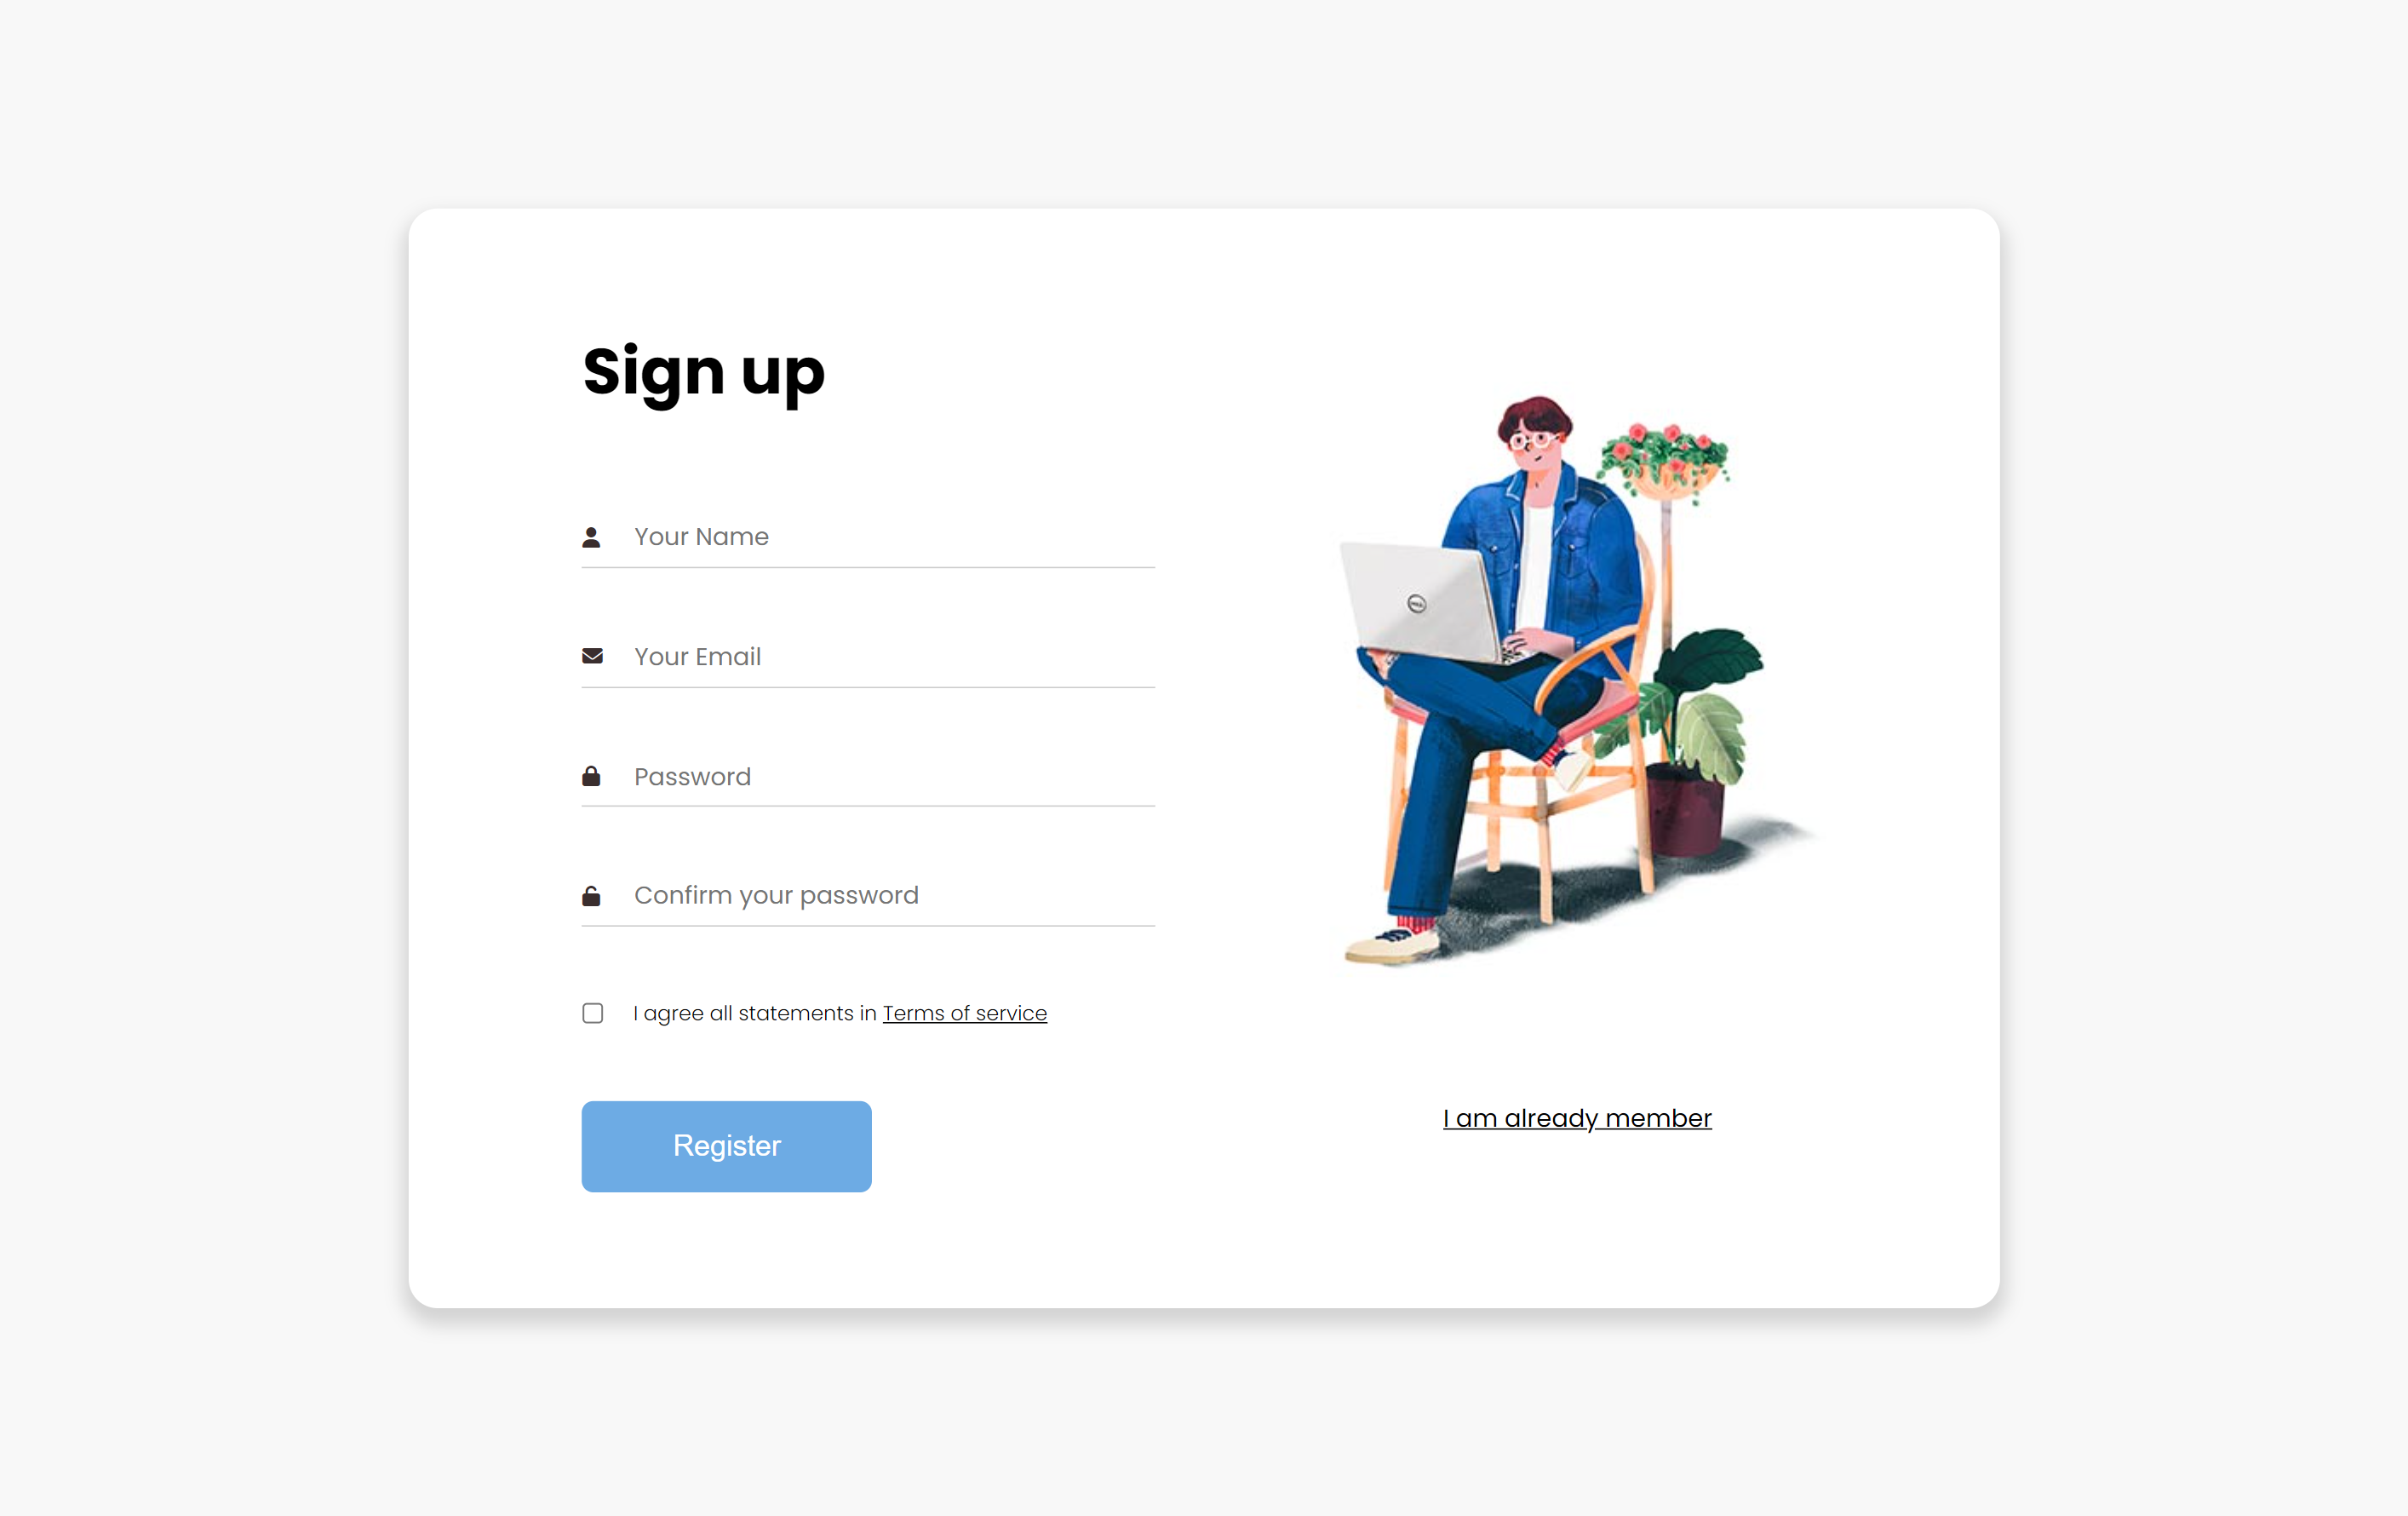 Sign up
Your Name
Your Email
Password
Confirm your password
I agree all statements in Terms of service
Register
I am already member